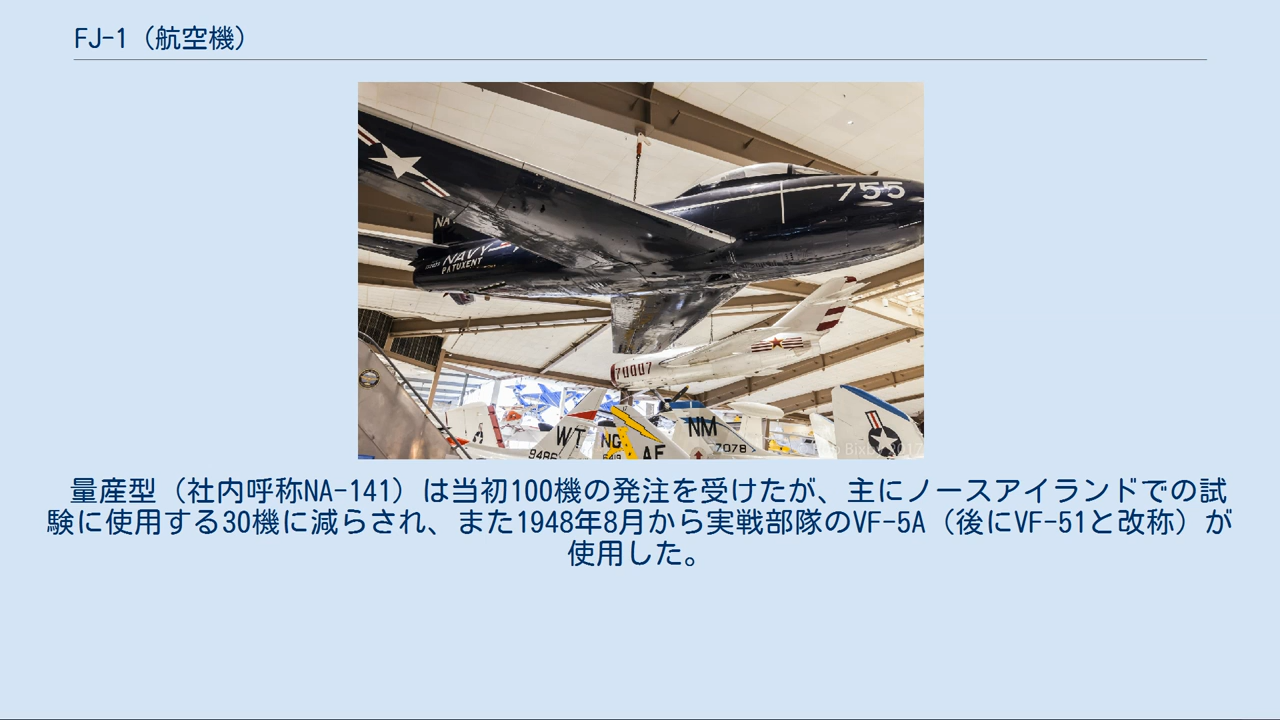 FJ-1（航空機）
755
NA
NAVY
PATUXENT
70007
WT
9486
NG
AE
NM
7078
量産型（社内呼称NA-141）は当初100機の発注を受けたが、主にノースアイランドでの試
験に使用する30機に減らされ、また1948年8月から実戦部隊のVF-5A（後にVF-51と改称）が
使用した。